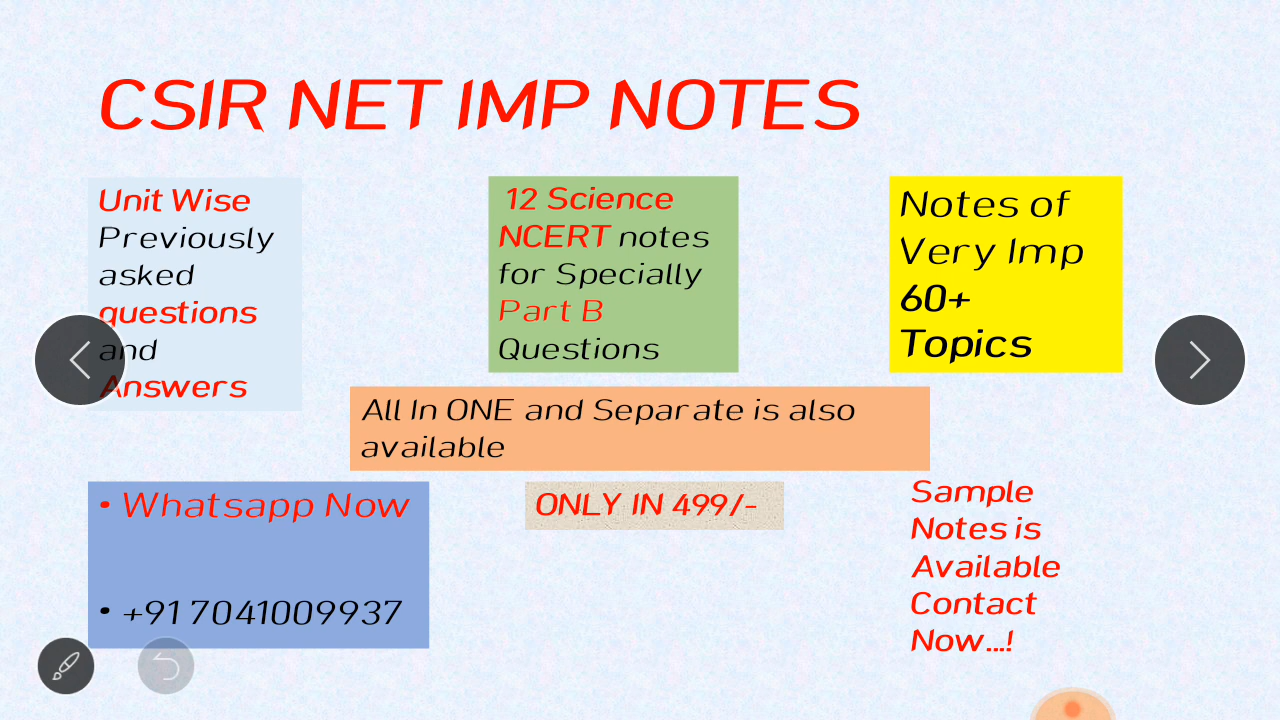 CSIR NET IMP NOTES
Unit Wise
Previously
asked
questions
and
Answers
12 Science
NCERT notes
for Specially
Part B
Questions
Notes of
Very Imp
60+
Topics
All In ONE and Separate is also
available
• Whatsapp Now
• +91 7041009937
ONLY IN 499/-
Sample
Notes is
Available
Contact
Now...!